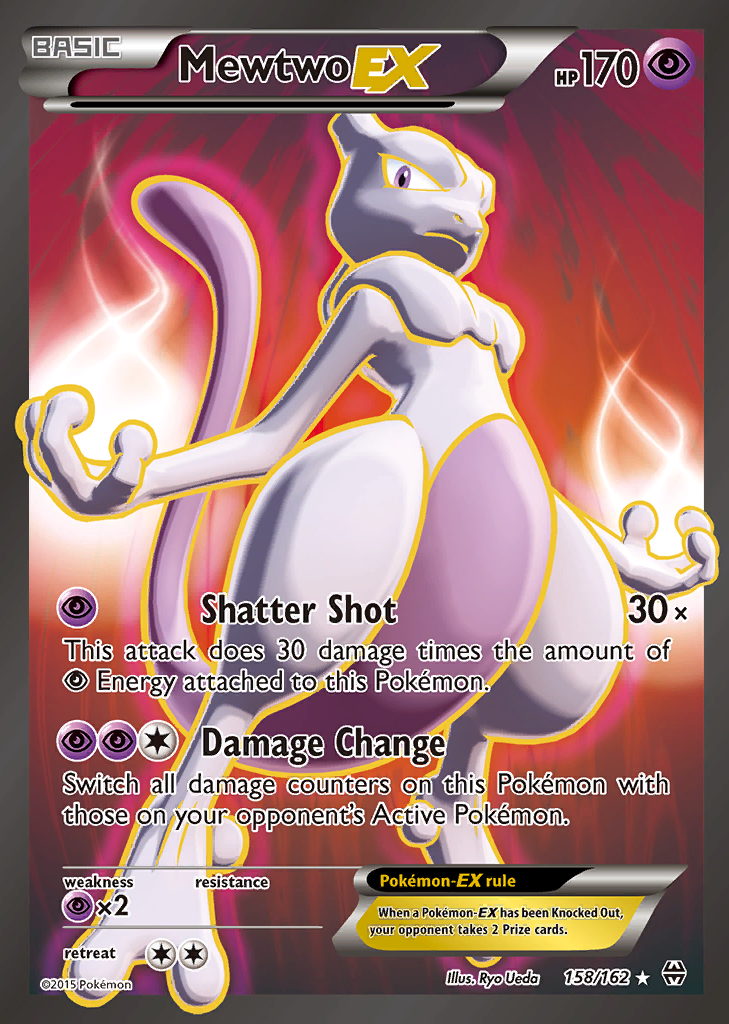 BASIC
Mewtwo EX
HP 170
Shatter Shot 30×
This attack does 30 damage times the amount of
Energy attached to this Pokémon.
Damage Change
Switch all damage counters on this Pokémon with
those on your opponent's Active Pokémon.
weakness resistance
×2
retreat
Pokémon-EX rule
When a Pokémon-EX has been Knocked Out,
your opponent takes 2 Prize cards.
©2015 Pokémon
Illus. Ryo Ueda 158/162 ★